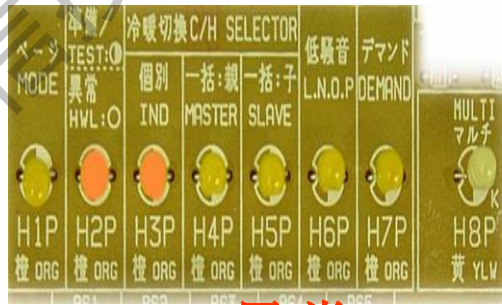 ページ
MODE
準備/
TEST:◐
異常
HWL:○
冷暖切換 C/H SELECTOR
個別
IND
一括:親
MASTER
一括:子
SLAVE
低騒音
L.N.O.P
デマンド
DEMAND
MULTI
マルチ
H1P
H2P
H3P
H4P
H5P
H6P
H7P
H8P
K
橙 ORG
橙 ORG
橙 ORG
橙 ORG
橙 ORG
橙 ORG
橙 ORG
黄 YLW